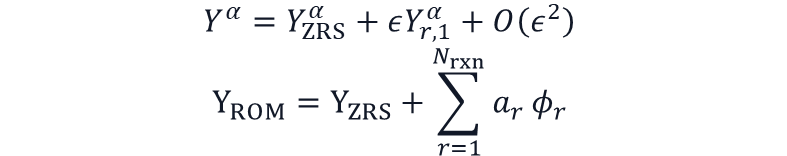 Y^α = Y^α_ZRS + ϵY^α_{r,1} + O(ϵ^2)
Y_ROM = Y_ZRS + ∑_{r=1}^{N_rxn} a_r ϕ_r